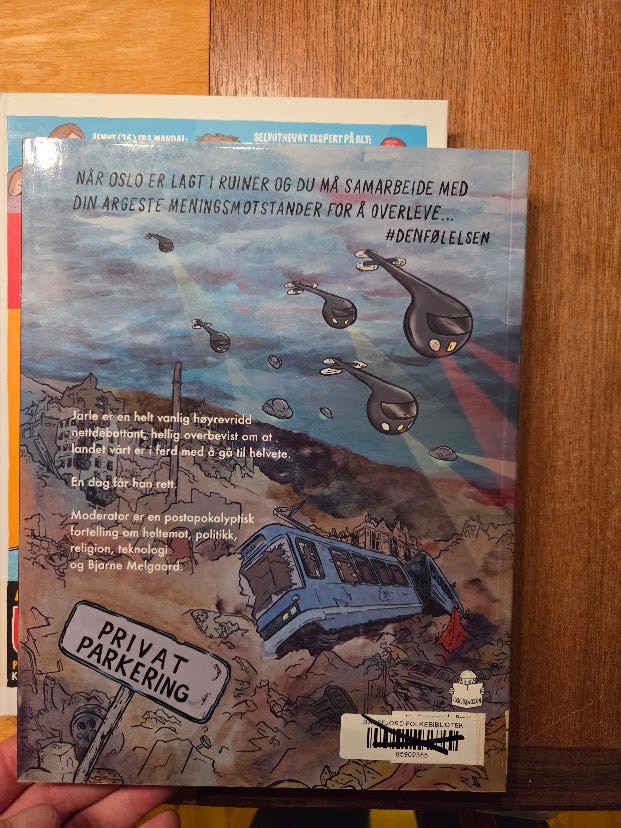 JENNY (36) FRA MANDAL:
SELVUTNEVNT EKSPERT PÅ ALT:
NÅR OSLO ER LAGT I RUINER OG DU MÅ SAMARBEIDE MED
DIN ARGESTE MENINGSMOTSTANDER FOR Å OVERLEVE...
#DENFØLELSEN
Jarle er en helt vanlig høyrevridd
nettdebattant, hellig overbevist om at
landet vårt er i ferd med å gå til helvete.
En dag får han rett.
Moderator er en postapokalyptisk
fortelling om heltemot, politikk,
religion, teknologi
og Bjarne Melgaard.
PRIVAT
PARKERING
FOLKEBIBLIOTEK